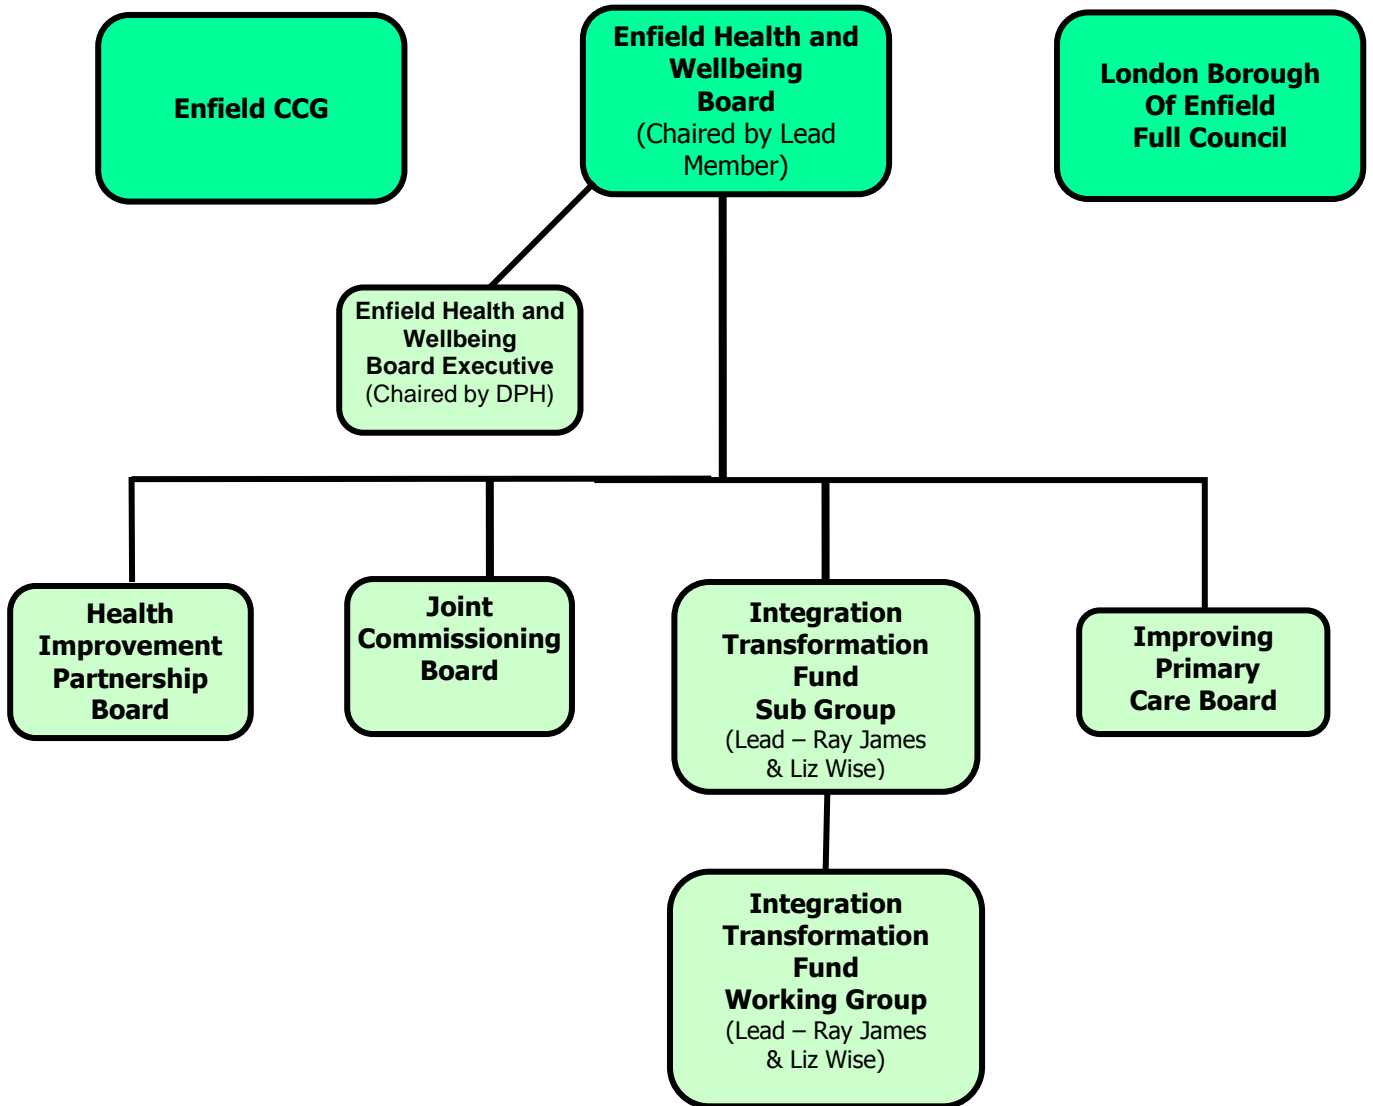 Enfield CCG
Enfield Health and
Wellbeing
Board
(Chaired by Lead
Member)
London Borough
Of Enfield
Full Council
Enfield Health and
Wellbeing
Board Executive
(Chaired by DPH)
Health
Improvement
Partnership
Board
Joint
Commissioning
Board
Integration
Transformation
Fund
Sub Group
(Lead – Ray James
& Liz Wise)
Improving
Primary
Care Board
Integration
Transformation
Fund
Working Group
(Lead – Ray James
& Liz Wise)